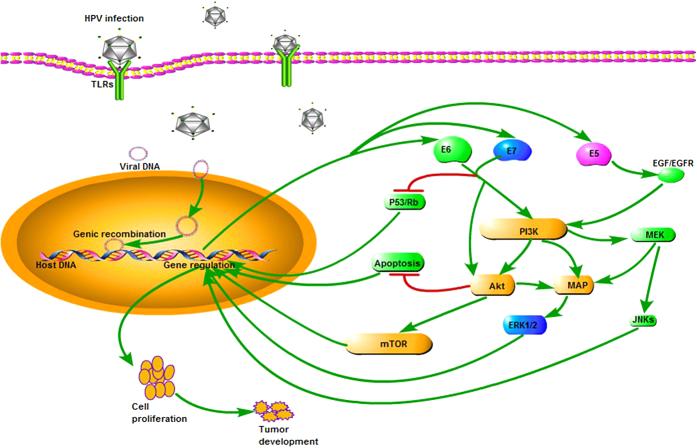 HPV infection
TLRs
Viral DNA
E6
E7
E5
EGF/EGFR
P53/Rb
Genic recombination
PI3K
MEK
Host DNA
Gene regulation
Apoptosis
Akt
MAP
ERK1/2
JNKs
mTOR
Cell
proliferation
Tumor
development